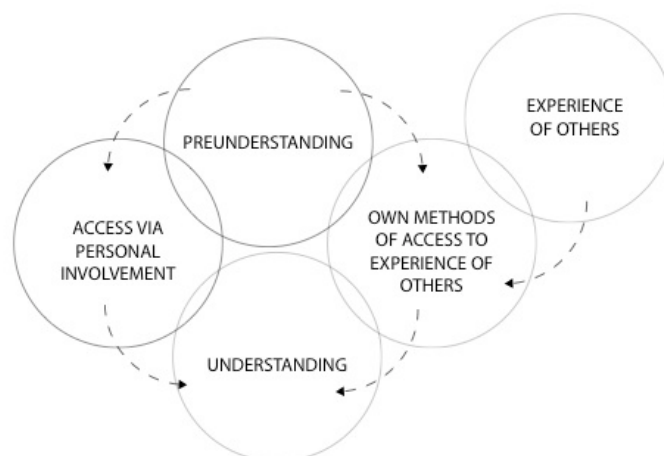 EXPERIENCE
OF OTHERS
PREUNDERSTANDING
ACCESS VIA
PERSONAL
INVOLVEMENT
OWN METHODS
OF ACCESS TO
EXPERIENCE OF
OTHERS
UNDERSTANDING